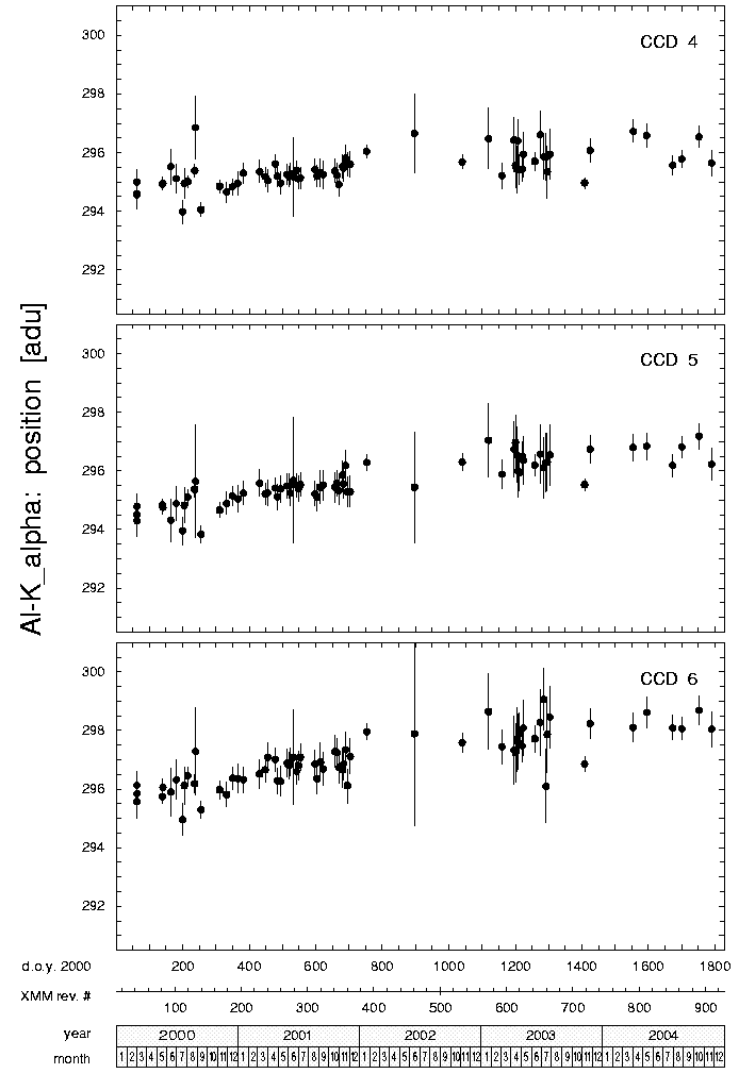 300
CCD 4
298
296
294
292
300
CCD 5
298
296
294
292
Al-K_alpha: position [adu]
300
CCD 6
298
296
294
292
d.o.y. 2000 200 400 600 800 1000 1200 1400 1600 1800
XMM rev. # 100 200 300 400 500 600 700 800 900
year 2000 2001 2002 2003 2004
month 1 2 3 4 5 6 7 8 9 10 11 12 1 2 3 4 5 6 7 8 9 10 11 12 1 2 3 4 5 6 7 8 9 10 11 12 1 2 3 4 5 6 7 8 9 10 11 12 1 2 3 4 5 6 7 8 9 10 11 12